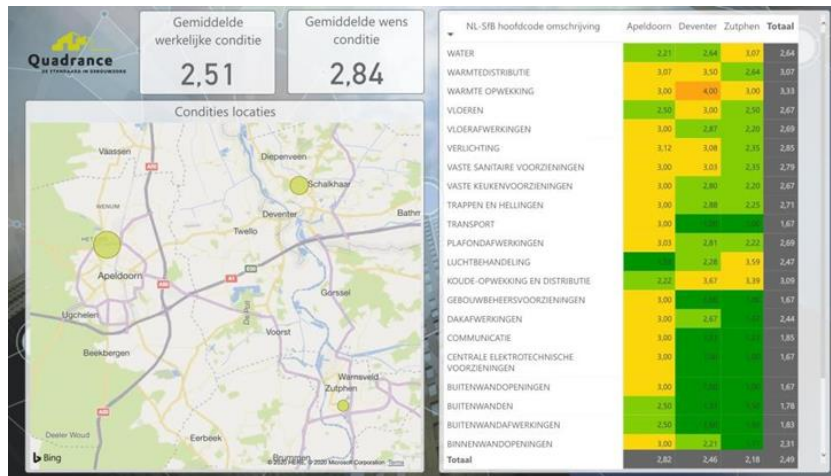 Quadrance
DE STANDAARD IN EENDUWZORG
Gemiddelde
werkelijke conditie
2,51
Gemiddelde wens
conditie
2,84
Condities locaties
Vaassen
Diepenveen
Schalkhaar
WENUM
Deventer
Bathm
Twello
Apeldoorn
Gorssel
Ugchelen
De Poll
Voorst
Beekbergen
Warnsveld
Zutphen
Deeler Woud
Eerbeek
Brummen
Bing
© 2020 HERE, © 2020 Microsoft Corporation Terms
NL-SfB hoofdcode omschrijving Apeldoorn Deventer Zutphen Totaal
WATER 2,21 2,64 3,07 2,64
WARMTEDISTRIBUTIE 3,07 3,50 2,64 3,07
WARMTE OPWEKKING 3,00 4,00 3,00 3,33
VLOEREN 2,50 3,00 2,50 2,67
VLOERAFWERKINGEN 3,00 2,87 2,20 2,69
VERLICHTING 3,12 3,08 2,35 2,85
VASTE SANITAIRE VOORZIENINGEN 3,00 3,03 2,35 2,79
VASTE KEUKENVOORZIENINGEN 3,00 2,80 2,20 2,67
TRAPPEN EN HELLINGEN 3,00 2,88 2,25 2,71
TRANSPORT 3,00 1,67
PLAFONDAFWERKINGEN 3,03 2,81 2,22 2,69
LUCHTBEHANDELING 2,28 3,59 2,47
KOUDE-OPWEKKING EN DISTRIBUTIE 2,22 3,67 3,39 3,09
GEBOUWBEHEERSVOORZIENINGEN 3,00 1,67
DAKAFWERKINGEN 3,00 2,67 2,44
COMMUNICATIE 3,00 1,85
CENTRALE ELEKTROTECHNISCHE
VOORZIENINGEN 3,00 1,67
BUITENWANDOPENINGEN 3,00 1,67
BUITENWANDEN 2,50 1,78
BUITENWANDAFWERKINGEN 2,50 1,83
BINNENWANDOPENINGEN 3,00 2,21 2,31
Totaal 2,82 2,46 2,18 2,49